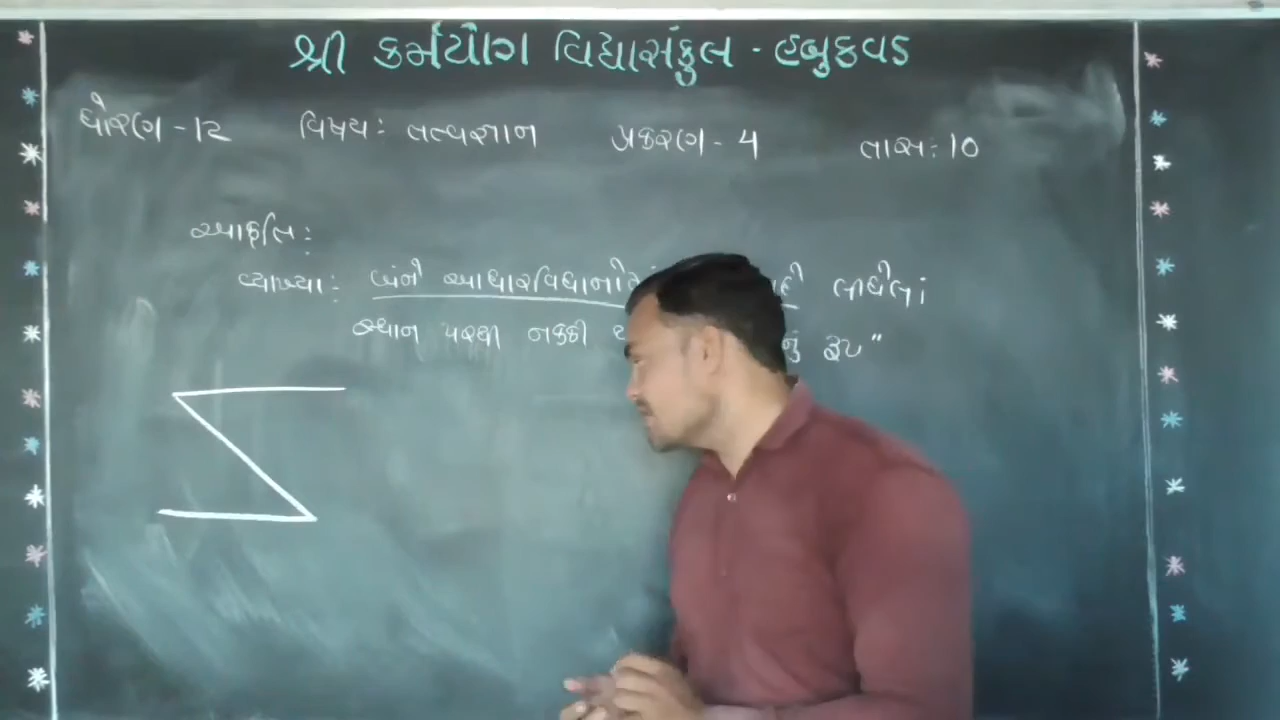 શ્રી કર્મયોગ વિદ્યાસંકુલ - હબુકવડ
ધોરણ - 12 વિષય: તત્વજ્ઞાન પ્રકરણ - 4 તાસ: 10
આકૃતિ:
વ્યાખ્યા: બંને આધારવિધાનો લીધેલાં
સ્થાન પરથી નક્કી નું રૂપ"